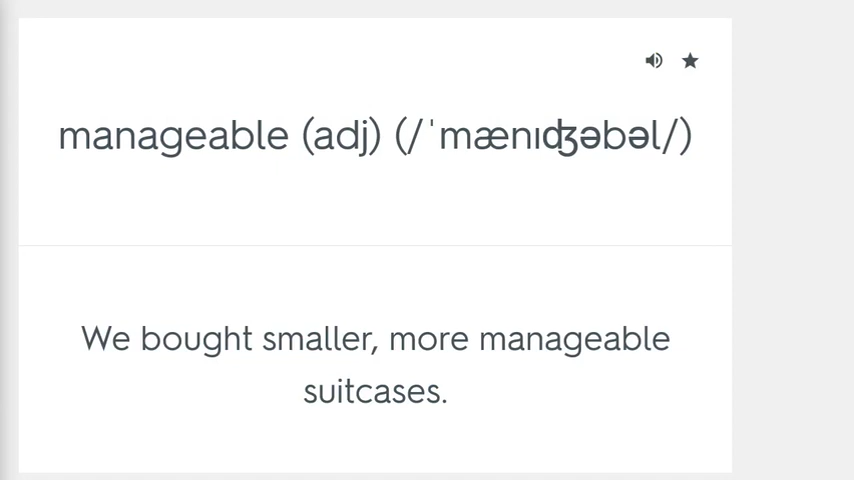 manageable (adj) (/ˈmænɪʤəbəl/)
We bought smaller, more manageable
suitcases.